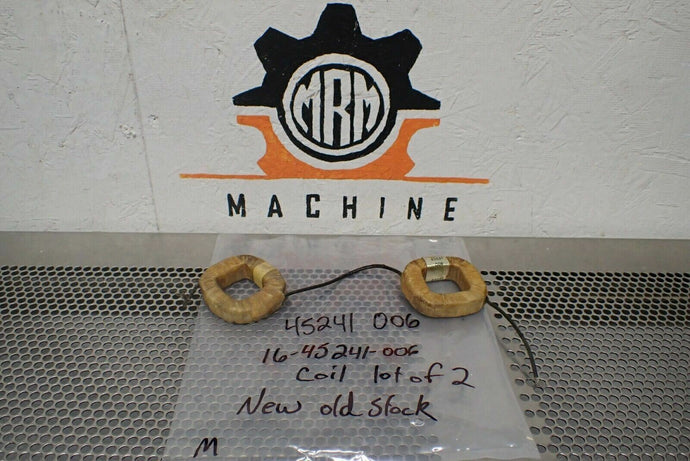 MRM
MACHINE
45241 006
16-45241-006
Coil lot of 2
New old stock
M